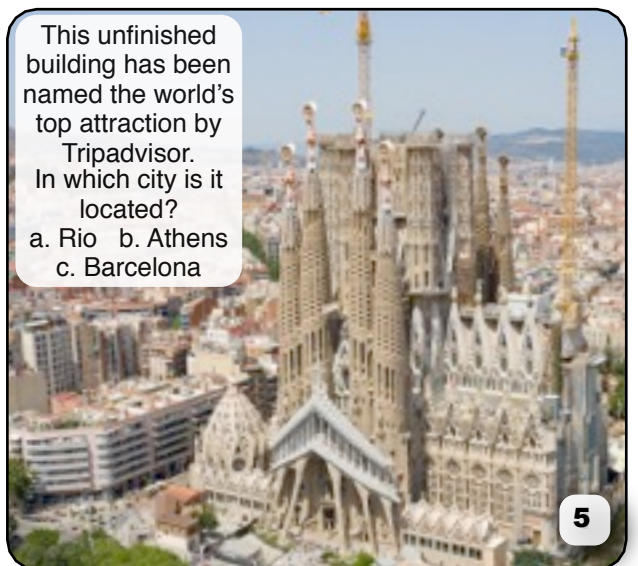 This unfinished
building has been
named the world's
top attraction by
Tripadvisor.
In which city is it
located?
a. Rio b. Athens
c. Barcelona
5